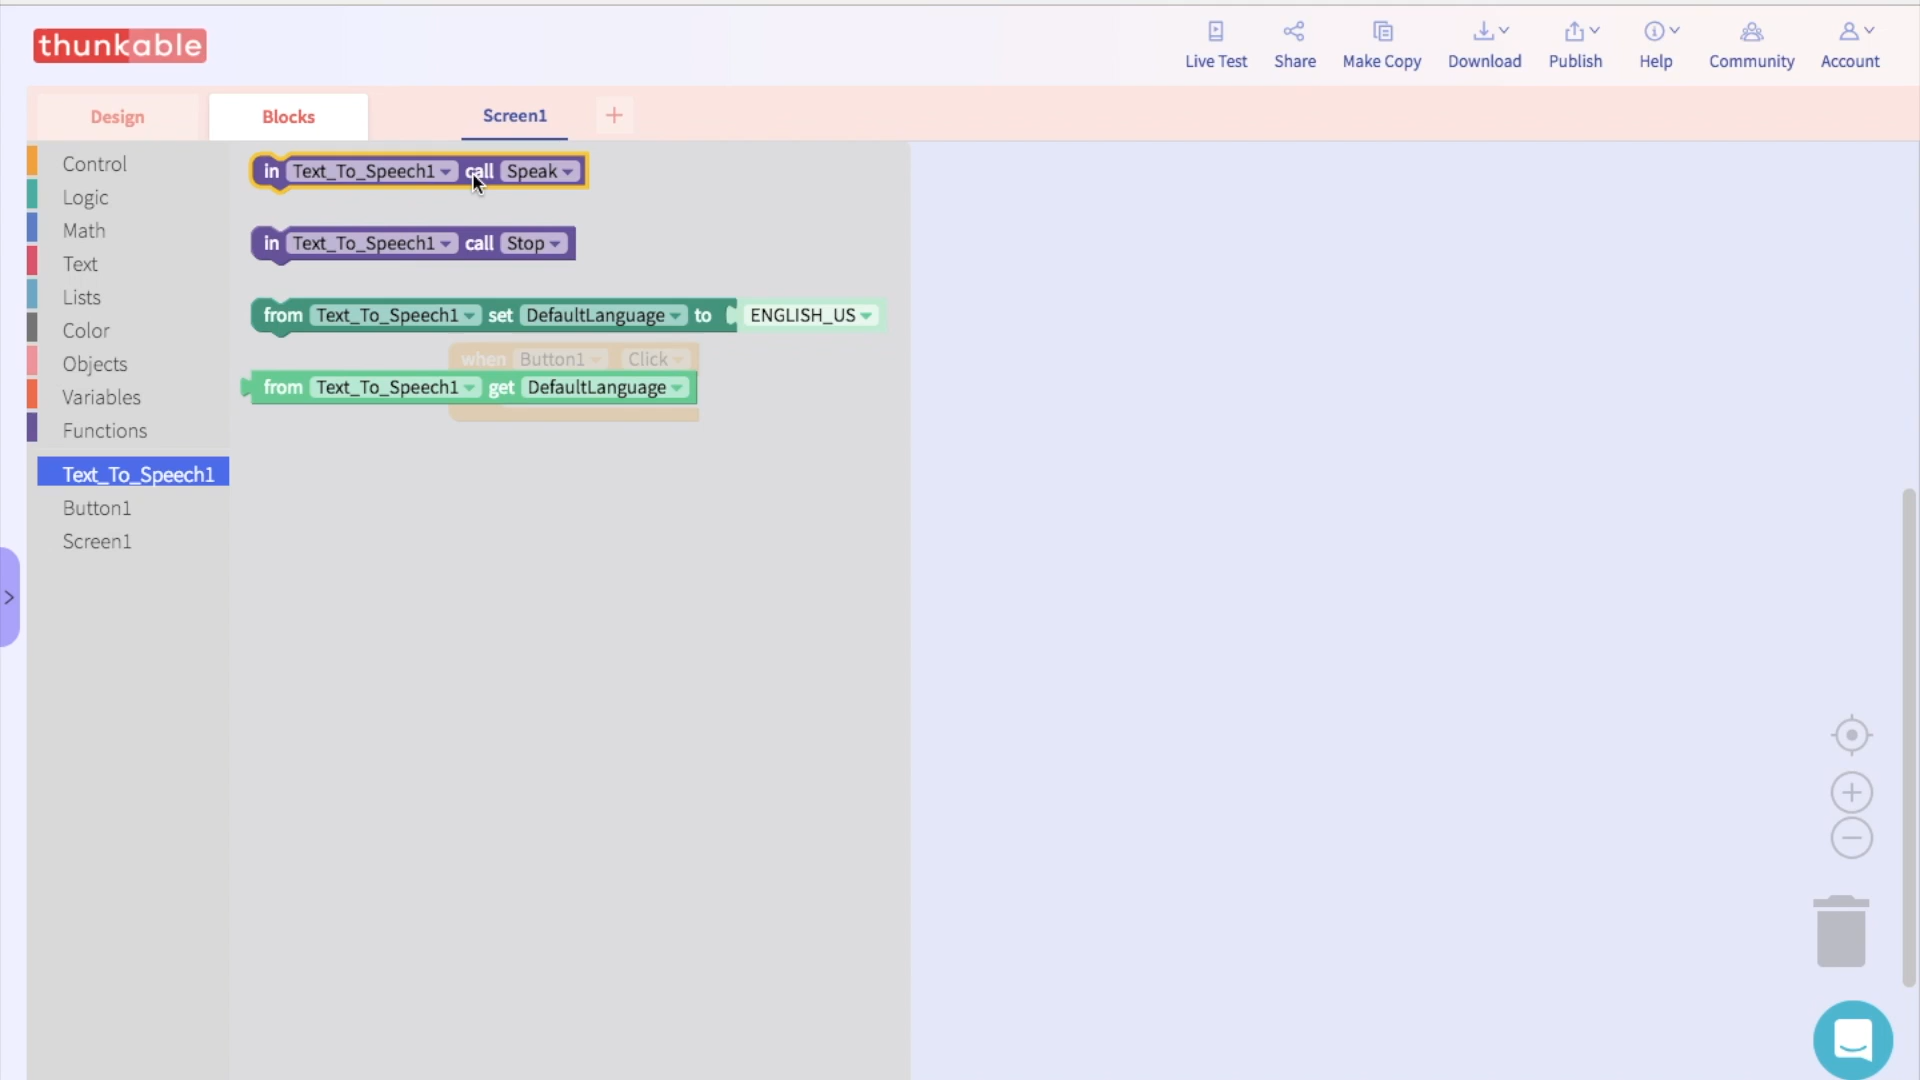 thunkable
Live Test
Share
Make Copy
Download
Publish
Help
Community
Account
Design
Blocks
Screen1
+
Control
Logic
Math
Text
Lists
Color
Objects
Variables
Functions
Text_To_Speech1
Button1
Screen1
in Text_To_Speech1 call Speak
in Text_To_Speech1 call Stop
from Text_To_Speech1 set DefaultLanguage to ENGLISH_US
when Button1 Click
from Text_To_Speech1 get DefaultLanguage